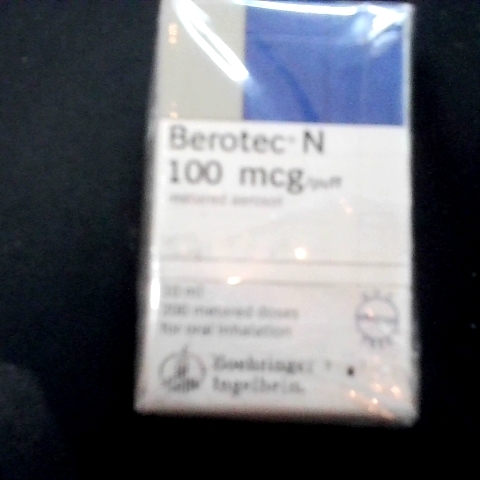 Berotec® N
100 mcg/puff
metered aerosol
10 ml
200 metered doses
for oral inhalation
Boehringer
Ingelheim